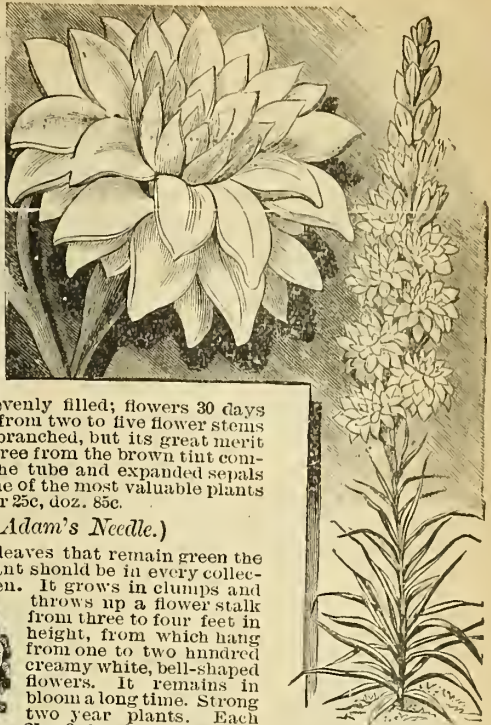 evenly filled; flowers 30 days
from two to five flower stems
branched, but its great merit
ree from the brown tint com-
he tube and expanded sepals
ne of the most valuable plants
r 25c, doz. 85c.
Adam's Needle.)
leaves that remain green the
nt should be in every collec-
en. It grows in clumps and
throws up a flower stalk
from three to four feet in
height, from which hang
from one to two hundred
creamy white, bell-shaped
flowers. It remains in
bloom a long time. Strong
two year plants. Each